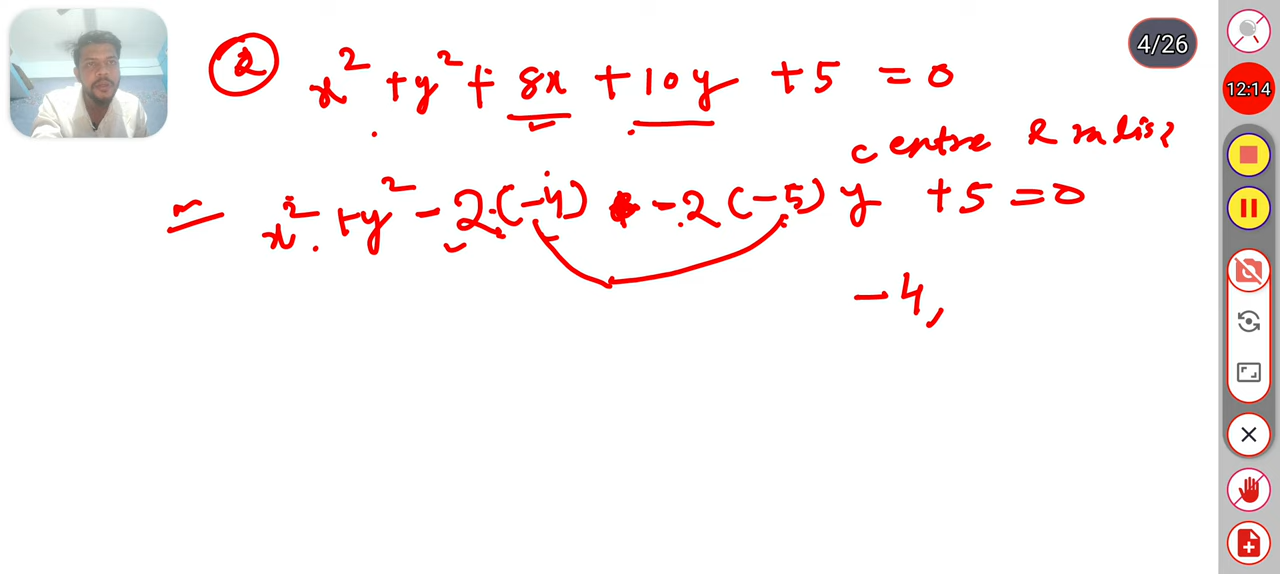 ② x² + y² + 8x + 10y + 5 = 0
centre & radius
= x² + y² - 2(-4) - 2(-5)y + 5 = 0
-4,
4/26
12:14